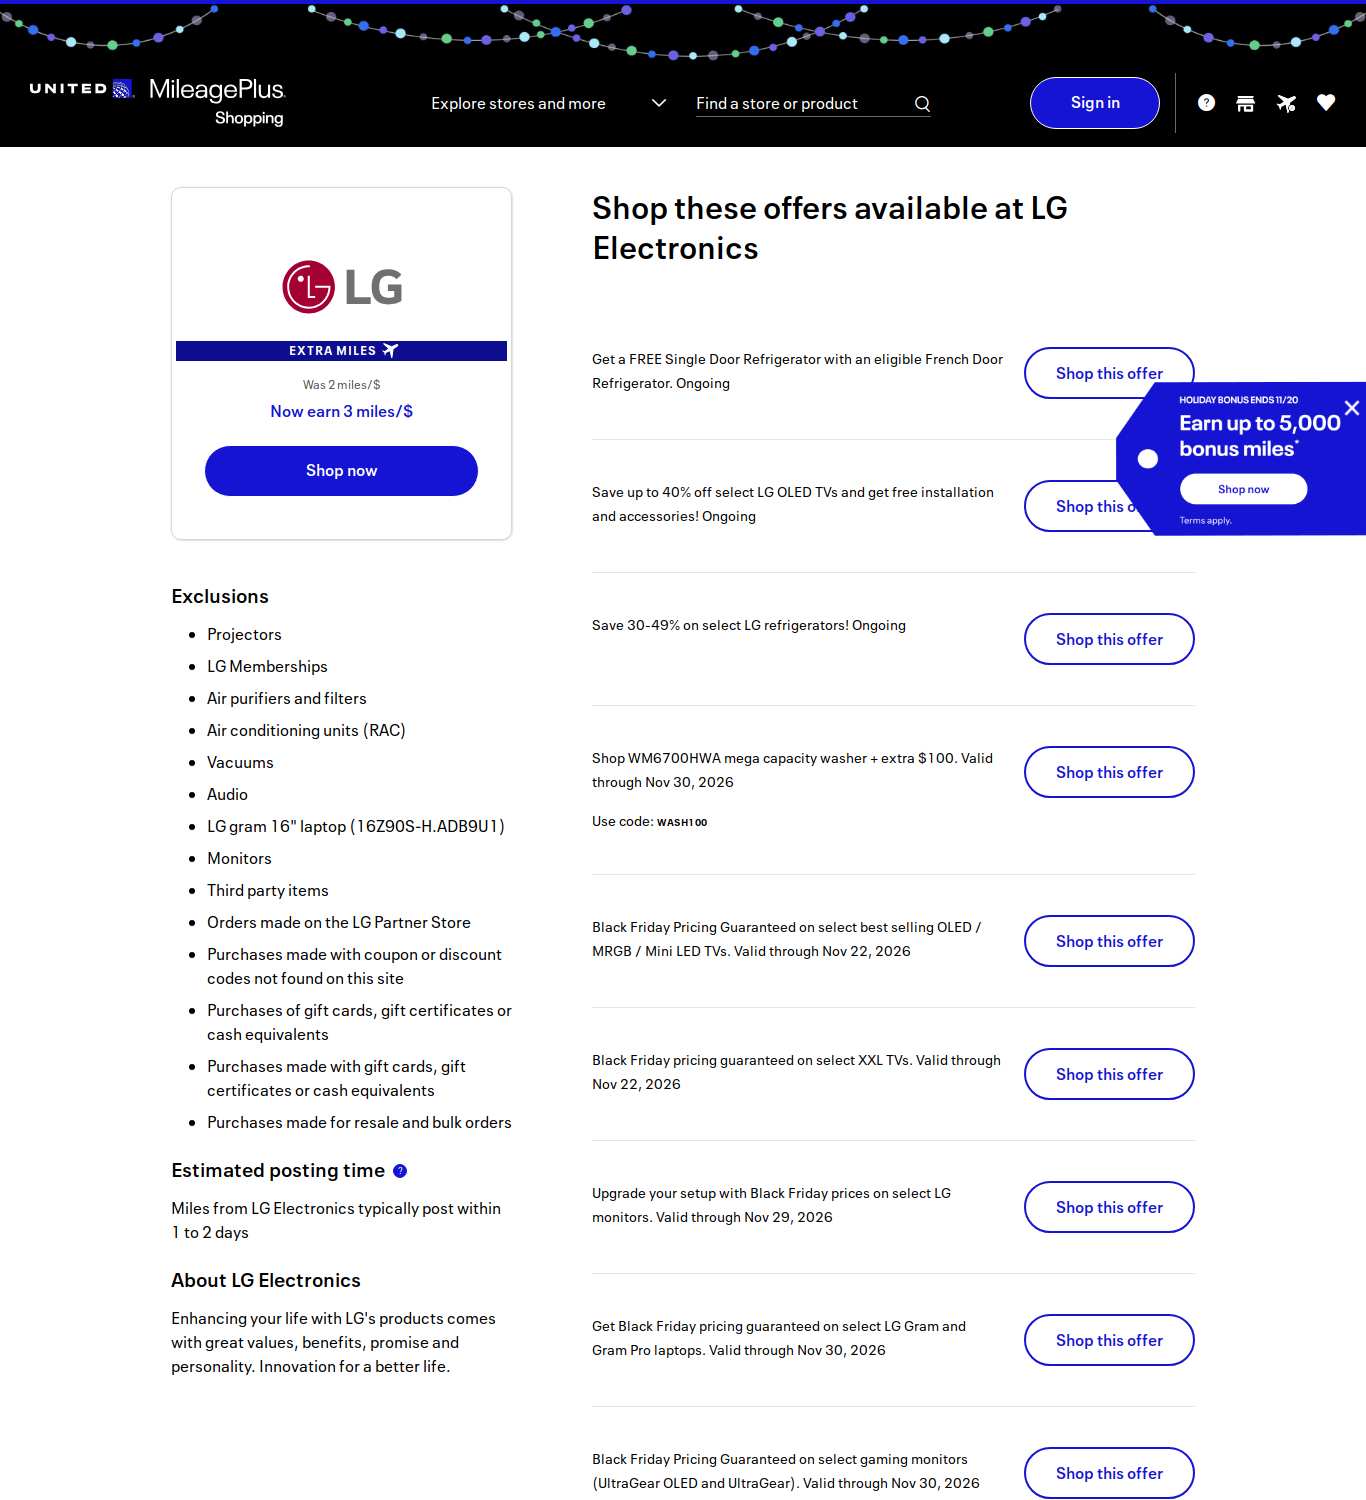 UNITED
MileagePlus
Shopping
Explore stores and more
Find a store or product
Sign in
LG
EXTRA MILES
Was 2 miles/$
Now earn 3 miles/$
Shop now
Exclusions
Projectors
LG Memberships
Air purifiers and filters
Air conditioning units (RAC)
Vacuums
Audio
LG gram 16" laptop (16Z90S-H.ADB9U1)
Monitors
Third party items
Orders made on the LG Partner Store
Purchases made with coupon or discount
codes not found on this site
Purchases of gift cards, gift certificates or
cash equivalents
Purchases made with gift cards, gift
certificates or cash equivalents
Purchases made for resale and bulk orders
Estimated posting time ?
Miles from LG Electronics typically post within
1 to 2 days
About LG Electronics
Enhancing your life with LG's products comes
with great values, benefits, promise and
personality. Innovation for a better life.
Shop these offers available at LG
Electronics
Get a FREE Single Door Refrigerator with an eligible French Door
Refrigerator. Ongoing
Shop this offer
HOLIDAY BONUS ENDS 11/20
Earn up to 5,000
bonus miles*
Shop now
Terms apply.
Save up to 40% off select LG OLED TVs and get free installation
and accessories! Ongoing
Shop this
Save 30-49% on select LG refrigerators! Ongoing
Shop this offer
Shop WM6700HWA mega capacity washer + extra $100. Valid
through Nov 30, 2026
Use code: WASH100
Shop this offer
Black Friday Pricing Guaranteed on select best selling OLED /
MRGB / Mini LED TVs. Valid through Nov 22, 2026
Shop this offer
Black Friday pricing guaranteed on select XXL TVs. Valid through
Nov 22, 2026
Shop this offer
Upgrade your setup with Black Friday prices on select LG
monitors. Valid through Nov 29, 2026
Shop this offer
Get Black Friday pricing guaranteed on select LG Gram and
Gram Pro laptops. Valid through Nov 30, 2026
Shop this offer
Black Friday Pricing Guaranteed on select gaming monitors
(UltraGear OLED and UltraGear). Valid through Nov 30, 2026
Shop this offer